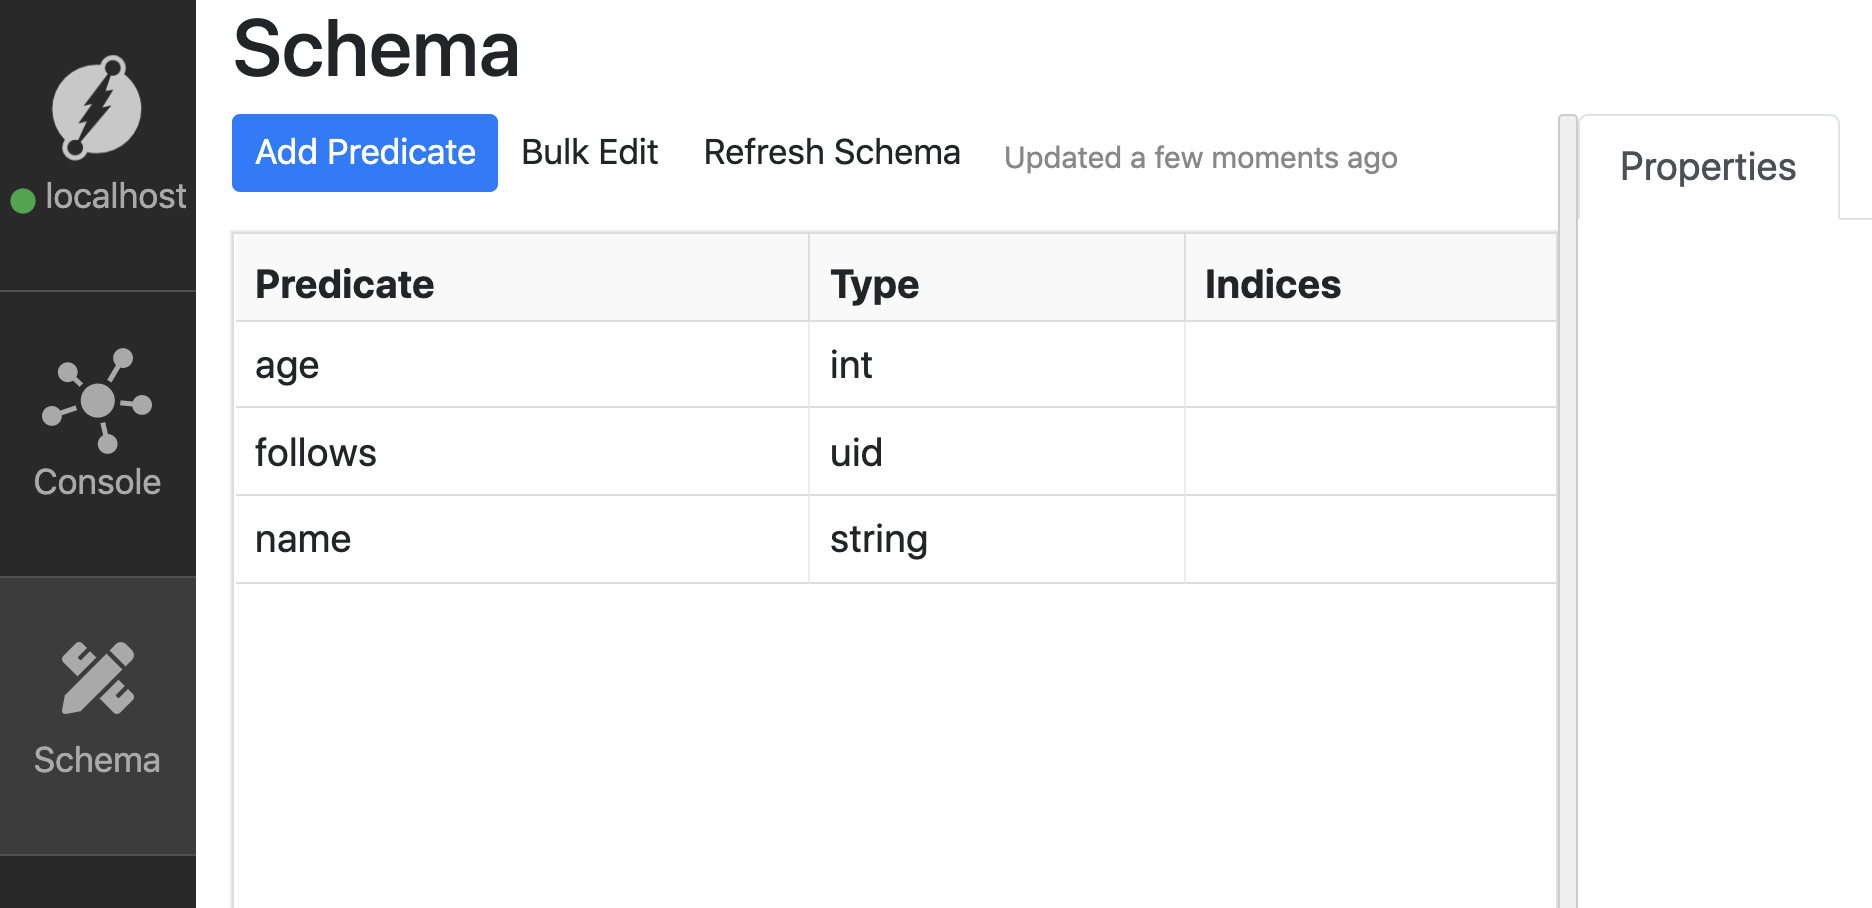 Schema
localhost
Add Predicate Bulk Edit Refresh Schema Updated a few moments ago
Properties
Predicate Type Indices
age int
follows uid
name string
Console
Schema